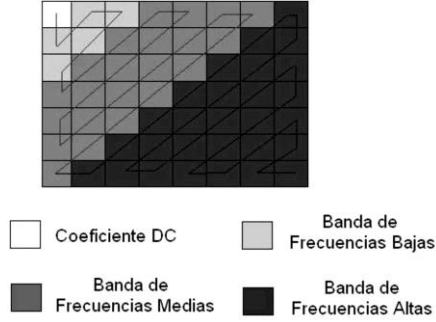 Coeficiente DC
Banda de
Frecuencias Bajas
Banda de
Frecuencias Medias
Banda de
Frecuencias Altas